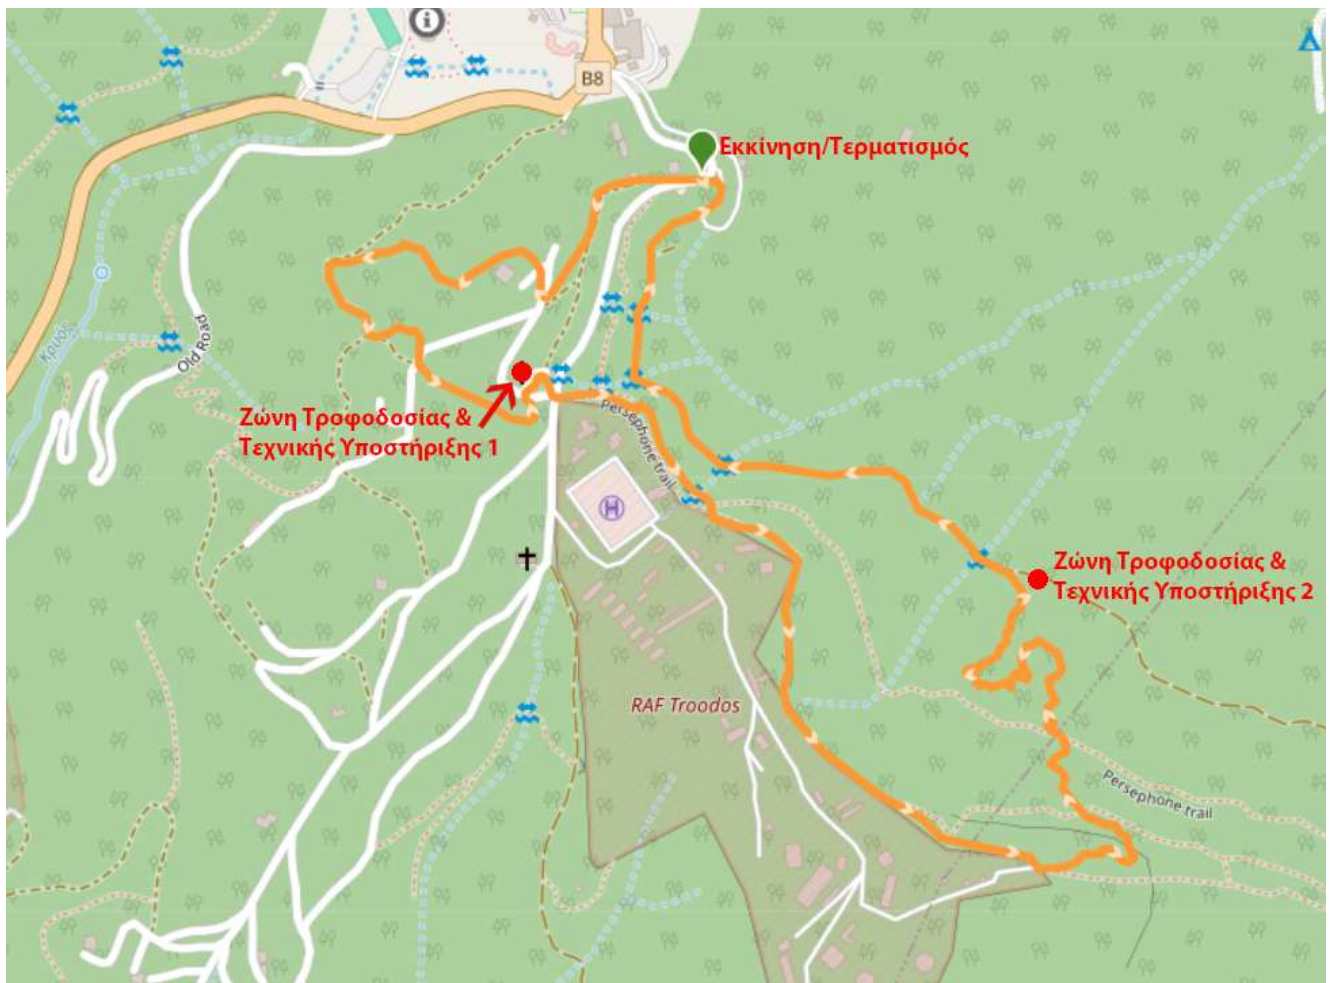 B8
Εκκίνηση/Τερματισμός
Κρυός
Old Road
Ζώνη Τροφοδοσίας &
Τεχνικής Υποστήριξης 1
Persephone trail
H
Ζώνη Τροφοδοσίας &
Τεχνικής Υποστήριξης 2
RAF Troodos
Persephone trail